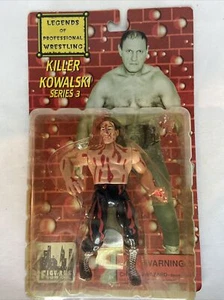 LEGENDS
OF
PROFESSIONAL
WRESTLING
KILLER
KOWALSKI
SERIES 3
WARNING